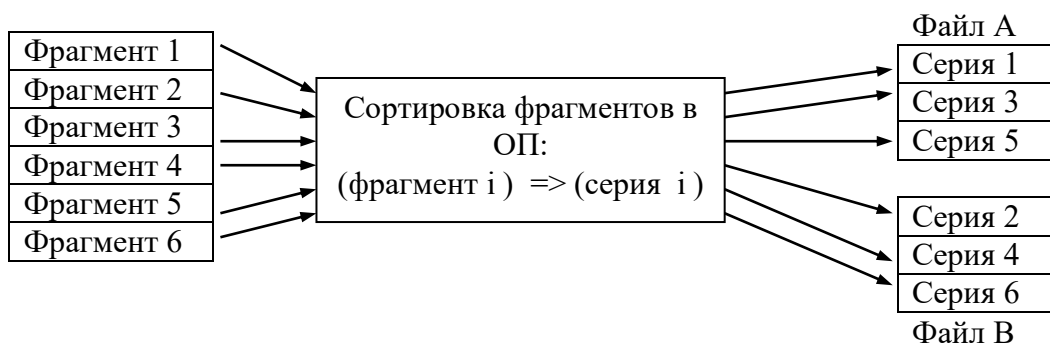 Фрагмент 1
Фрагмент 2
Фрагмент 3
Фрагмент 4
Фрагмент 5
Фрагмент 6
Сортировка фрагментов в
ОП:
(фрагмент i ) => (серия i )
Файл А
Серия 1
Серия 3
Серия 5
Серия 2
Серия 4
Серия 6
Файл В